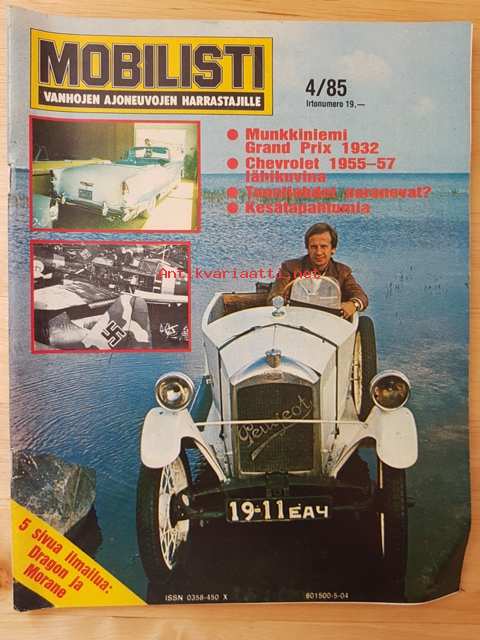 MOBILISTI
VANHOJEN AJONEUVOJEN HARRASTAJILLE
4/85
Irtonumero 19,—
● Munkkiniemi
Grand Prix 1932
● Chevrolet 1955–57
lähikuvina
● paranevat?
● Kesätapahtumia
Antikvariaatti.net
Peugeot
19-11 ЕАЧ
5 sivua ilmailua:
Dragon ja
Morane
ISSN 0358-450 X
601500-5-04